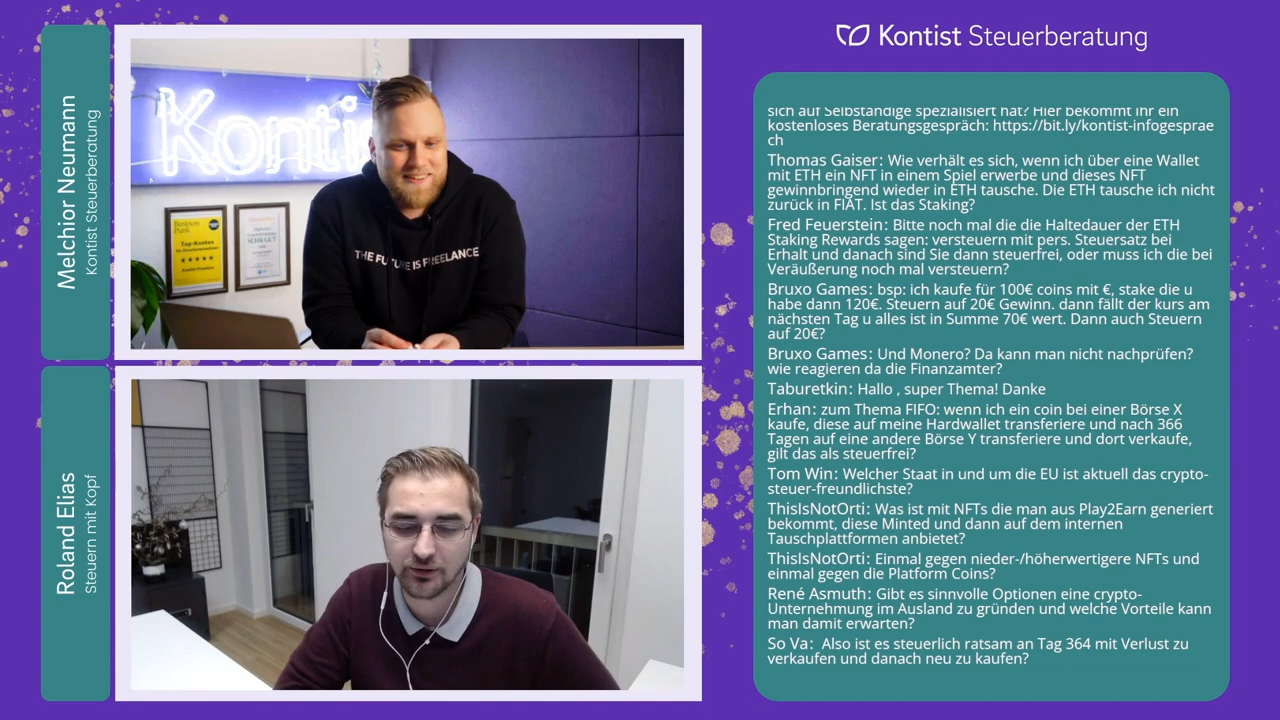 Melchior Neumann
Kontist Steuerberatung
Konti
Business Punk
Top-Konten
SEHR GUT
THE FUTURE IS FREELANCE
Roland Elias
Steuern mit Kopf
Kontist Steuerberatung
sich auf Selbständige spezialisiert hat? Hier bekommt ihr ein
kostenloses Beratungsgespräch: https://bit.ly/kontist-infogesprae
ch
Thomas Gaiser: Wie verhält es sich, wenn ich über eine Wallet
mit ETH ein NFT in einem Spiel erwerbe und dieses NFT
gewinnbringend wieder in ETH tausche. Die ETH tausche ich nicht
zurück in FIAT. Ist das Staking?
Fred Feuerstein: Bitte noch mal die die Haltedauer der ETH
Staking Rewards sagen: versteuern mit pers. Steuersatz bei
Erhalt und danach sind Sie dann steuerfrei, oder muss ich die bei
Veräußerung noch mal versteuern?
Bruxo Games: bsp: ich kaufe für 100€ coins mit €, stake die u
habe dann 120€. Steuern auf 20€ Gewinn. dann fällt der kurs am
nächsten Tag u alles ist in Summe 70€ wert. Dann auch Steuern
auf 20€?
Bruxo Games: Und Monero? Da kann man nicht nachprüfen?
wie reagieren da die Finanzamter?
Taburetkin: Hallo , super Thema! Danke
Erhan: zum Thema FIFO: wenn ich ein coin bei einer Börse X
kaufe, diese auf meine Hardwallet transferiere und nach 366
Tagen auf eine andere Börse Y transferiere und dort verkaufe,
gilt das als steuerfrei?
Tom Win: Welcher Staat in und um die EU ist aktuell das crypto-
steuer-freundlichste?
ThisIsNotOrti: Was ist mit NFTs die man aus Play2Earn generiert
bekommt, diese Minted und dann auf dem internen
Tauschplattformen anbietet?
ThisIsNotOrti: Einmal gegen nieder-/höherwertigere NFTs und
einmal gegen die Platform Coins?
René Asmuth: Gibt es sinnvolle Optionen eine crypto-
Unternehmung im Ausland zu gründen und welche Vorteile kann
man damit erwarten?
So Va: Also ist es steuerlich ratsam an Tag 364 mit Verlust zu
verkaufen und danach neu zu kaufen?